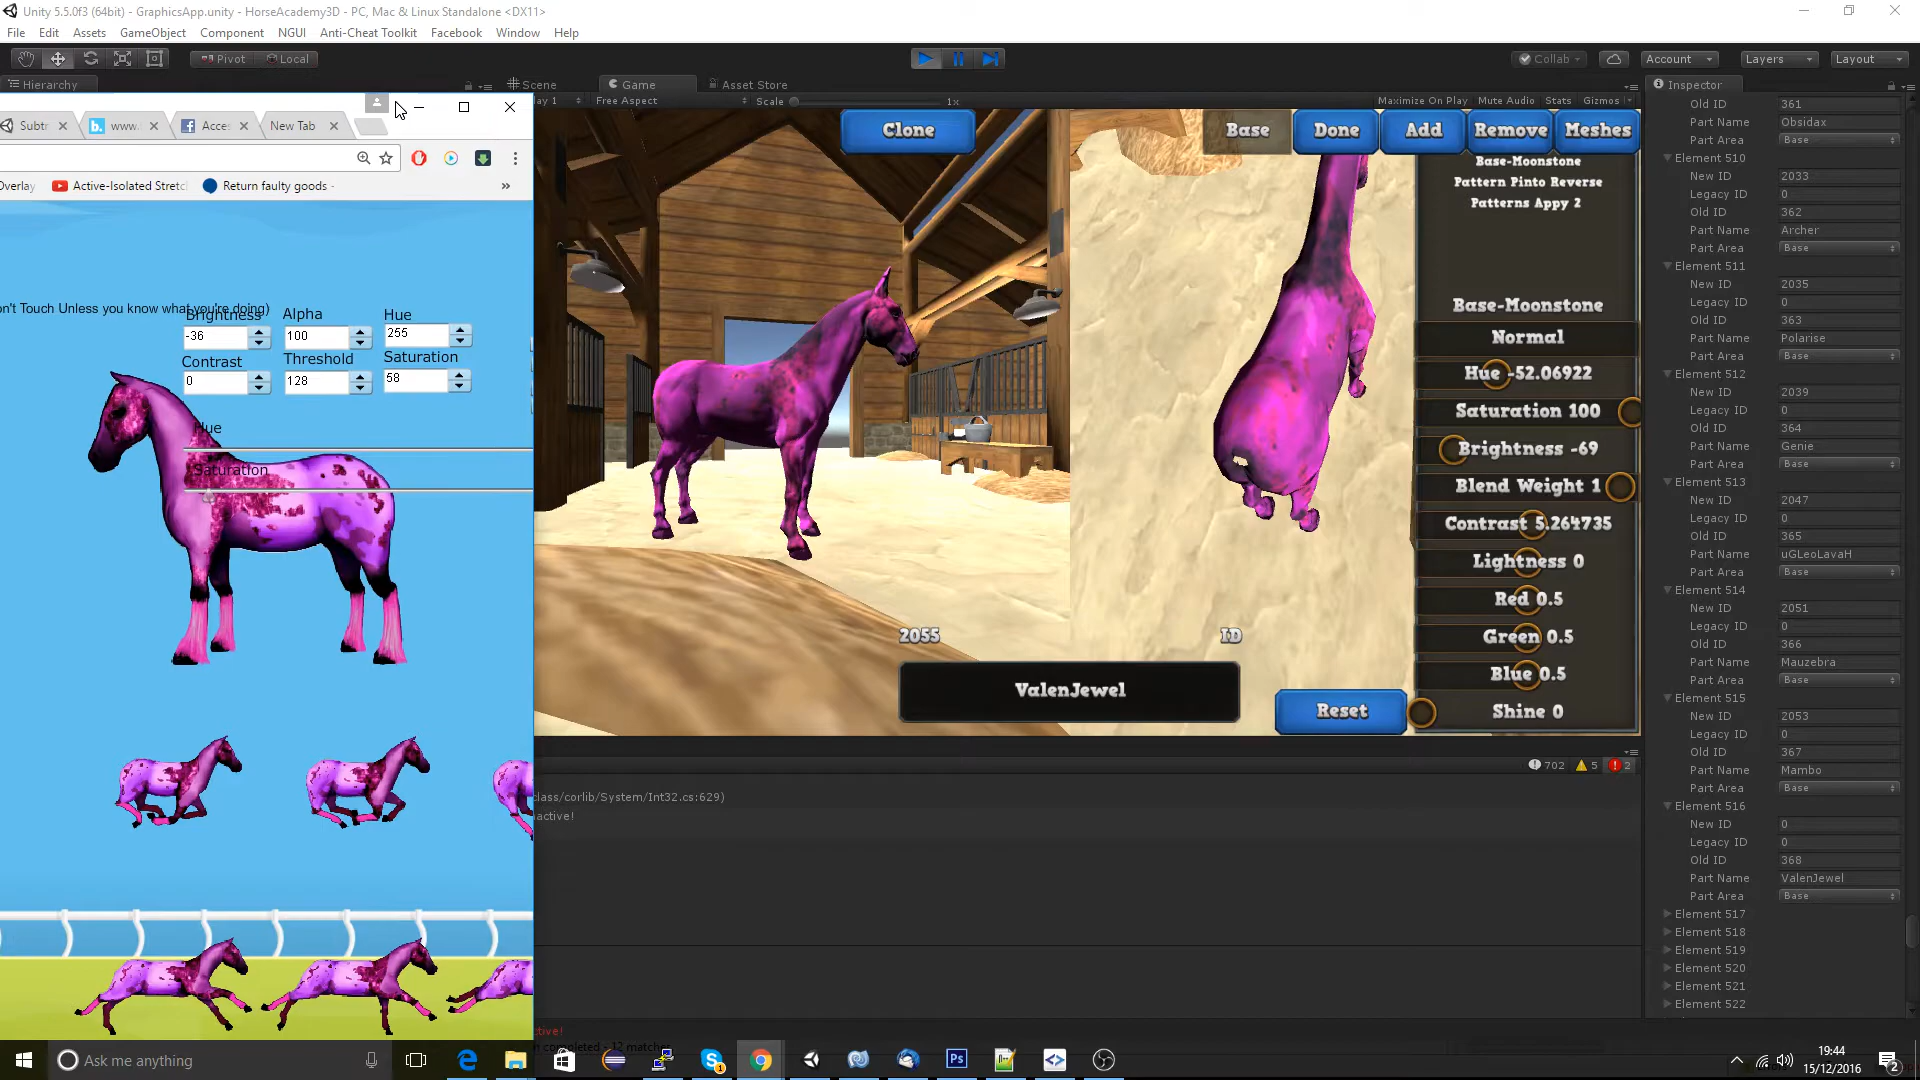 Unity 5.5.0f3 (64bit) - GraphicsApp.unity - HorseAcademy3D - PC, Mac & Linux Standalone <DX11>
File Edit Assets GameObject Component NGUI Anti-Cheat Toolkit Facebook Window Help
Pivot Local Collab Account Layers Layout
Hierarchy Scene Game Asset Store Inspector
lay 1 Free Aspect Scale 1x Maximize On Play Mute Audio Stats Gizmos
Subtr www. Acces New Tab
Overlay Active-Isolated Stretc Return faulty goods - »
on't Touch Unless you know what you're doing)
Brightness Alpha Hue
-36 100 255
Contrast Threshold Saturation
0 128 58
Hue
Saturation
Clone Base Done Add Remove Meshes
Base-Moonstone
Pattern Pinto Reverse
Patterns Appy 2
Base-Moonstone
Normal
Hue -52.06922
Saturation 100
Brightness -69
Blend Weight 1
Contrast 5.264735
Lightness 0
Red 0.5
Green 0.5
Blue 0.5
Shine 0
2055 ID
ValenJewel
Reset
702 5 2
class/corlib/System/Int32.cs:629)
active!
ctive!
completed - 12 matches
Old ID 361
Part Name Obsidax
Part Area Base
Element 510
New ID 2033
Legacy ID 0
Old ID 362
Part Name Archer
Part Area Base
Element 511
New ID 2035
Legacy ID 0
Old ID 363
Part Name Polarise
Part Area Base
Element 512
New ID 2039
Legacy ID 0
Old ID 364
Part Name Genie
Part Area Base
Element 513
New ID 2047
Legacy ID 0
Old ID 365
Part Name uGLeoLavaH
Part Area Base
Element 514
New ID 2051
Legacy ID 0
Old ID 366
Part Name Mauzebra
Part Area Base
Element 515
New ID 2053
Legacy ID 0
Old ID 367
Part Name Mambo
Part Area Base
Element 516
New ID 0
Legacy ID 0
Old ID 368
Part Name ValenJewel
Part Area Base
Element 517
Element 518
Element 519
Element 520
Element 521
Element 522
Ask me anything
19:44
15/12/2016